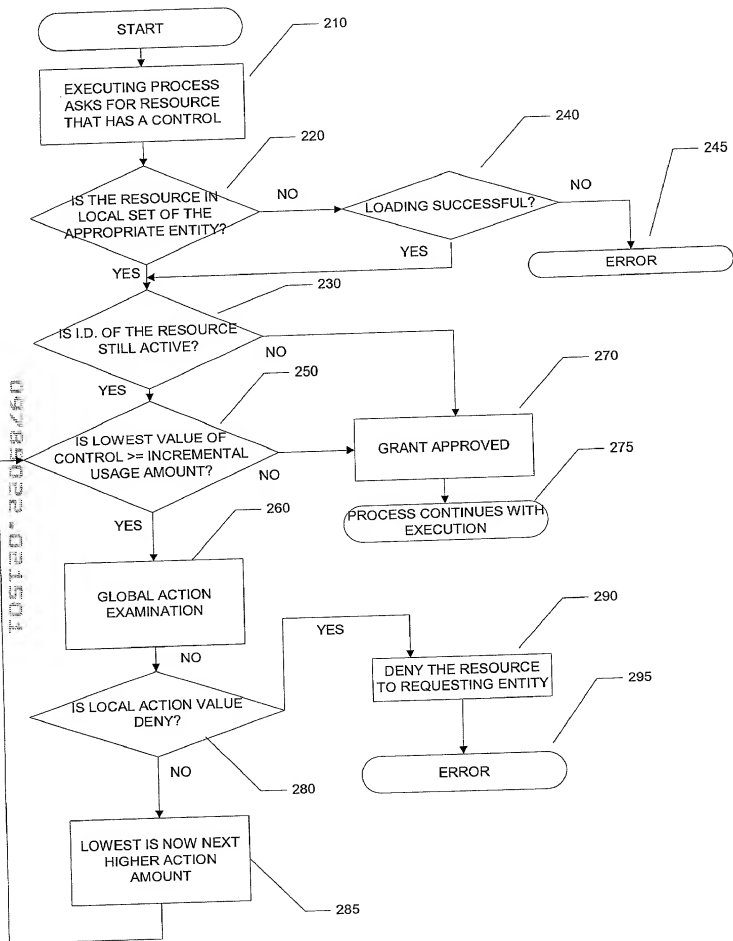 START
210
EXECUTING PROCESS
ASKS FOR RESOURCE
THAT HAS A CONTROL
220
IS THE RESOURCE IN
LOCAL SET OF THE
APPROPRIATE ENTITY?
NO
240
LOADING SUCCESSFUL?
NO
245
ERROR
YES
YES
230
IS I.D. OF THE RESOURCE
STILL ACTIVE?
NO
YES
250
IS LOWEST VALUE OF
CONTROL >= INCREMENTAL
USAGE AMOUNT?
NO
270
GRANT APPROVED
275
PROCESS CONTINUES WITH
EXECUTION
YES
260
GLOBAL ACTION
EXAMINATION
NO
IS LOCAL ACTION VALUE
DENY?
280
YES
290
DENY THE RESOURCE
TO REQUESTING ENTITY
295
ERROR
NO
LOWEST IS NOW NEXT
HIGHER ACTION
AMOUNT
285